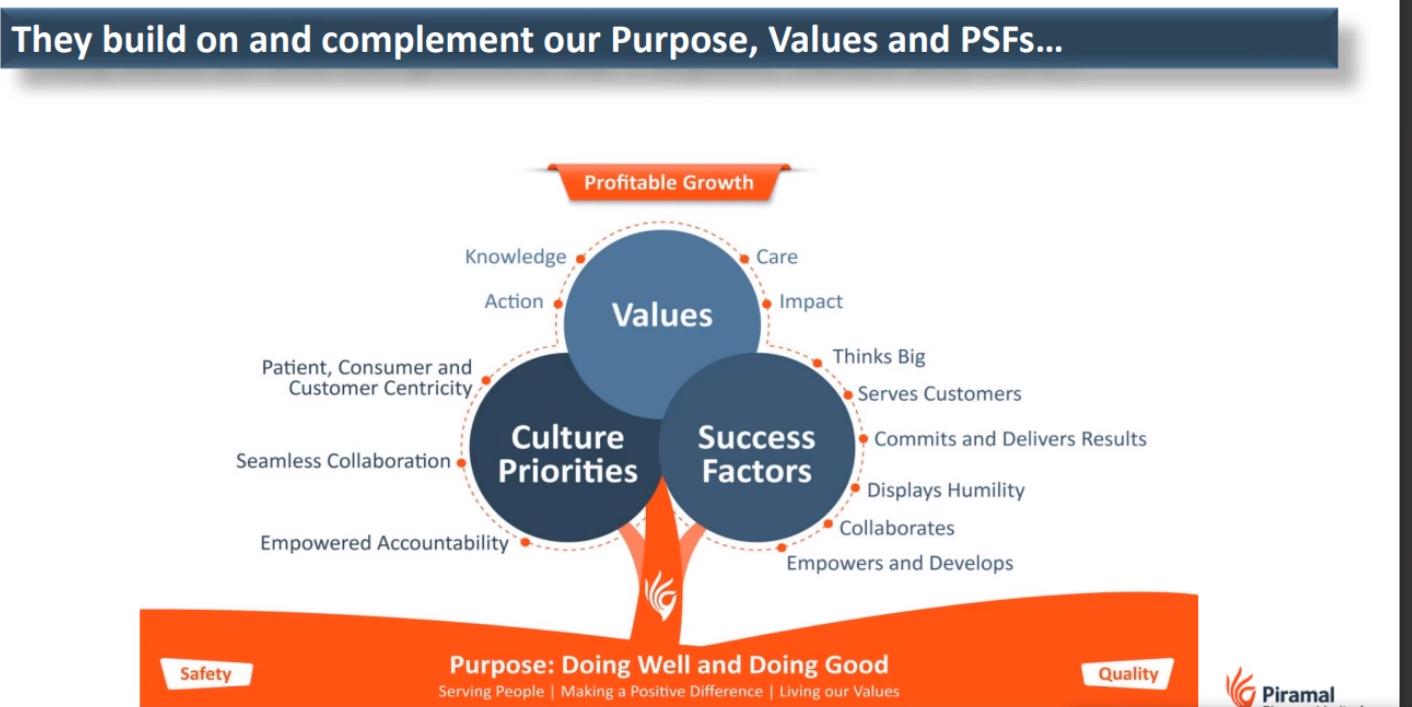 They build on and complement our Purpose, Values and PSFs...
Profitable Growth
Knowledge
Care
Action
Impact
Values
Patient, Consumer and
Customer Centricity
Seamless Collaboration
Empowered Accountability
Culture
Priorities
Success
Factors
Thinks Big
Serves Customers
Commits and Delivers Results
Displays Humility
Collaborates
Empowers and Develops
Safety
Purpose: Doing Well and Doing Good
Serving People | Making a Positive Difference | Living our Values
Quality
Piramal